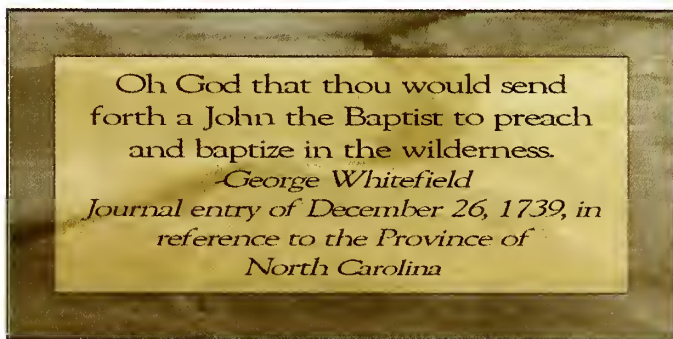 Oh God that thou would send
forth a John the Baptist to preach
and baptize in the wilderness.
-George Whitefield
Journal entry of December 26, 1739, in
reference to the Province of
North Carolina